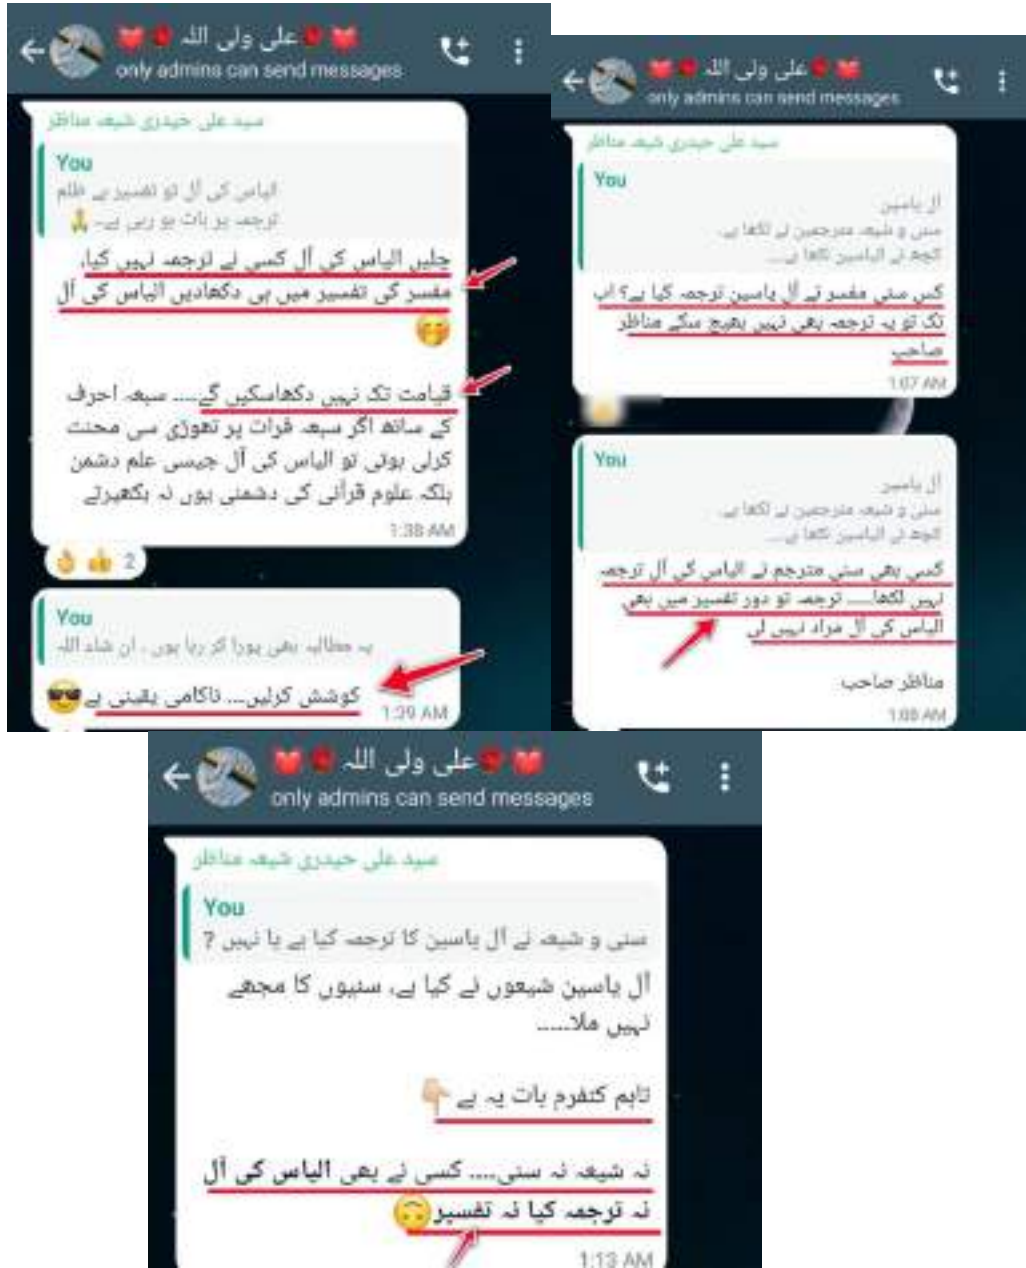 علی ولی اللہ
only admins can send messages
سید علی حیدری شیعہ مناظر
You
الیاس کی آل تو تفسیر ہے ظلم
ترجمہ پر بات ہو رہی ہے۔
چلیں الیاس کی آل کسی نے ترجمہ نہیں کیا،
مفسر کی تفسیر میں ہی دکھادیں الیاس کی آل
قیامت تک نہیں دکھاسکیں گے.... سبعہ احرف
کے ساتھ اگر سبعہ قرات پر تھوڑی سی محنت
کرلی ہوتی تو الیاس کی آل جیسی علم دشمن
بلکہ علوم قرآنی کی دشمنی یوں نہ بکھیرتے
1:38 AM
2
You
یہ مطالبہ بھی پورا کر رہا ہوں ، ان شاء اللہ
کوشش کرلیں... ناکامی یقینی ہے
1:39 AM
علی ولی اللہ
only admins can send messages
سید علی حیدری شیعہ مناظر
You
آل یاسین
سنی و شیعہ مترجمین نے لکھا ہے۔
کچھ نے الیاسین لکھا ہے....
کس سنی مفسر نے آل یاسین ترجمہ کیا ہے؟ اب
تک تو یہ ترجمہ بھی نہیں بھیج سکے مناظر
صاحب
1:07 AM
You
آل یاسین
سنی و شیعہ مترجمین نے لکھا ہے۔
کچھ نے الیاسین لکھا ہے....
کسی بھی سنی مترجم نے الیاس کی آل ترجمہ
نہیں لکھا.... ترجمہ تو دور تفسیر میں بھی
الیاس کی آل مراد نہیں لی
مناظر صاحب
1:08 AM
علی ولی اللہ
only admins can send messages
سید علی حیدری شیعہ مناظر
You
سنی و شیعہ نے آل یاسین کا ترجمہ کیا ہے یا نہیں ?
آل یاسین شیعوں نے کیا ہے، سنیوں کا مجھے
نہیں ملا.....
تاہم کنفرم بات یہ ہے
نہ شیعہ نہ سنی.... کسی نے بھی الیاس کی آل
نہ ترجمہ کیا نہ تفسیر
1:13 AM